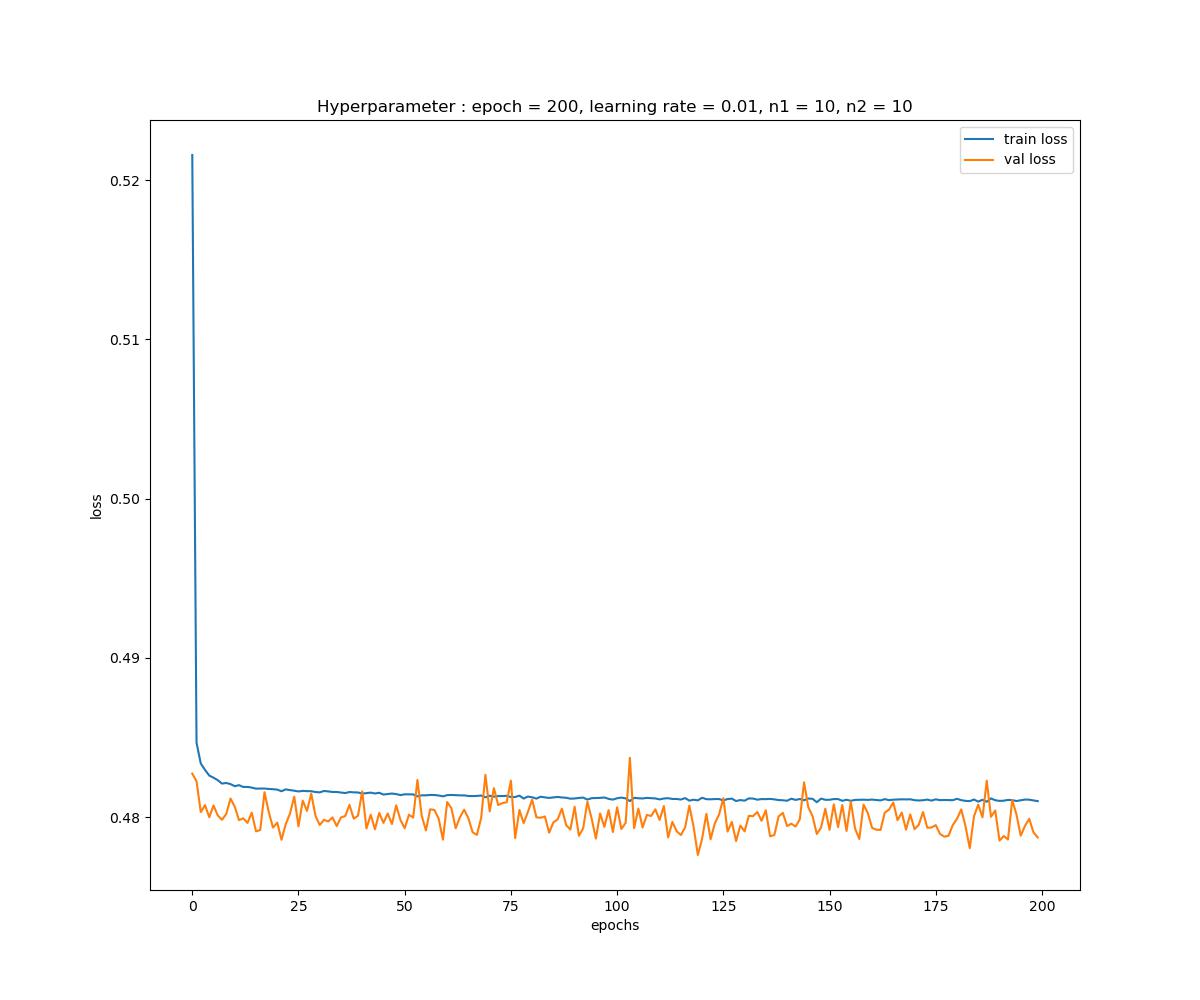 Hyperparameter : epoch = 200, learning rate = 0.01, n1 = 10, n2 = 10
train loss
val loss
0.52
0.51
0.50
0.49
0.48
loss
0 25 50 75 100 125 150 175 200
epochs